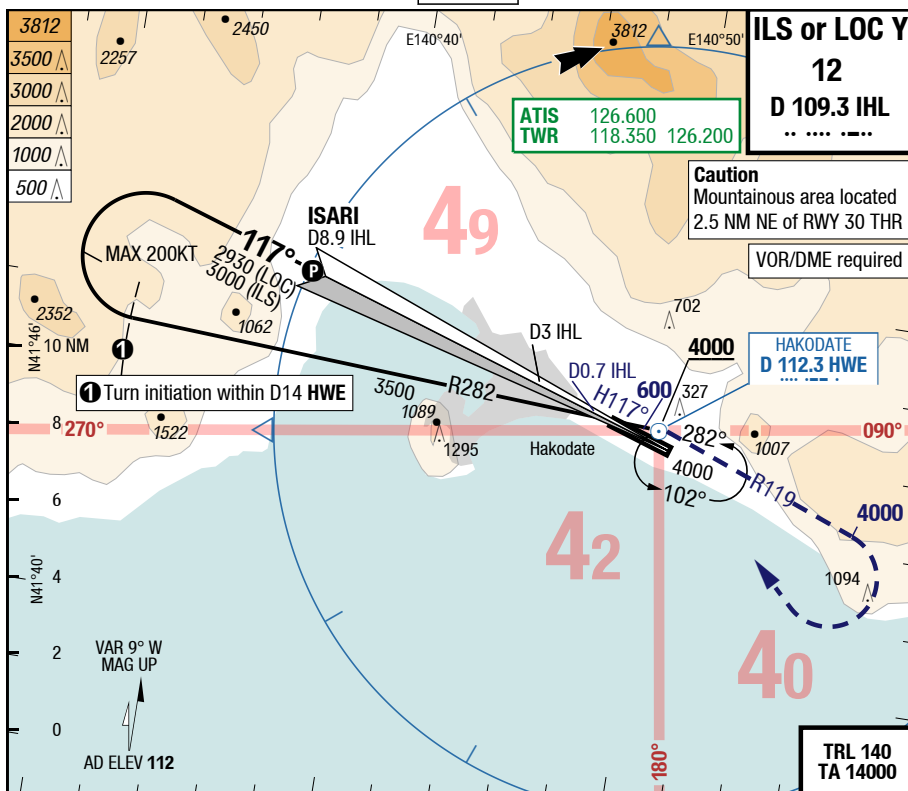 3812
3500
3000
2000
1000
500
2450
2257
E140°40'
3812
E140°50'
ILS or LOC Y
12
D 109.3 IHL
ATIS 126.600
TWR 118.350 126.200
Caution
Mountainous area located
2.5 NM NE of RWY 30 THR
VOR/DME required
ISARI
D8.9 IHL
49
117°
2930 (LOC)
3000 (ILS)
P
MAX 200KT
2352
10 NM
N41°46'
1062
1
1 Turn initiation within D14 HWE
D3 IHL
702
4000
HAKODATE
D 112.3 HWE
D0.7 IHL
H117°
600
327
3500
R282
1089
1295
1522
8
270°
Hakodate
282°
1007
090°
4000
102°
R119
4000
6
42
N41°40'
4
1094
2
VAR 9° W
MAG UP
40
0
AD ELEV 112
180°
TRL 140
TA 14000